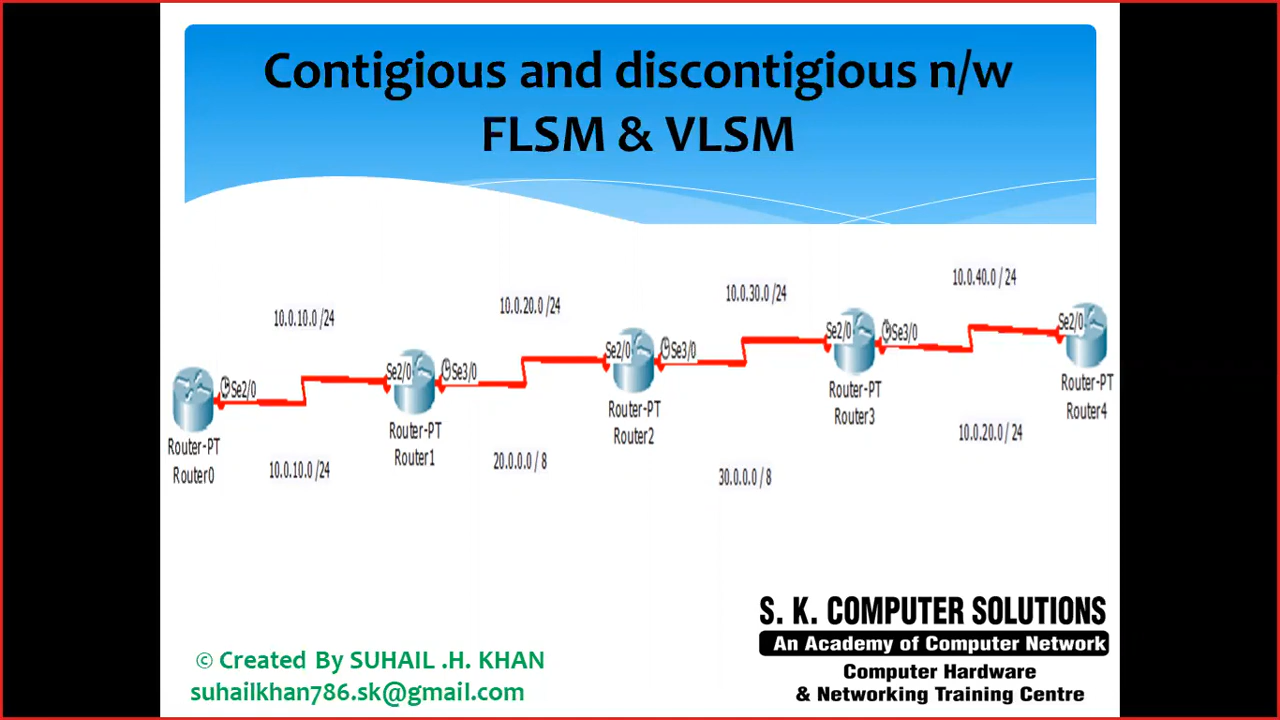 Contigious and discontigious n/w
FLSM & VLSM
10.0.10.0 /24
10.0.20.0 /24
10.0.30.0 /24
10.0.40.0 /24
Se2/0
Se2/0
Se3/0
Se2/0
Se3/0
Se2/0
Se3/0
Se2/0
Router-PT
Router0
Router-PT
Router1
Router-PT
Router2
Router-PT
Router3
Router-PT
Router4
10.0.10.0 /24
20.0.0.0 / 8
30.0.0.0 /8
10.0.20.0 / 24
S. K. COMPUTER SOLUTIONS
An Academy of Computer Network
Computer Hardware
& Networking Training Centre
© Created By SUHAIL .H. KHAN
suhailkhan786.sk@gmail.com